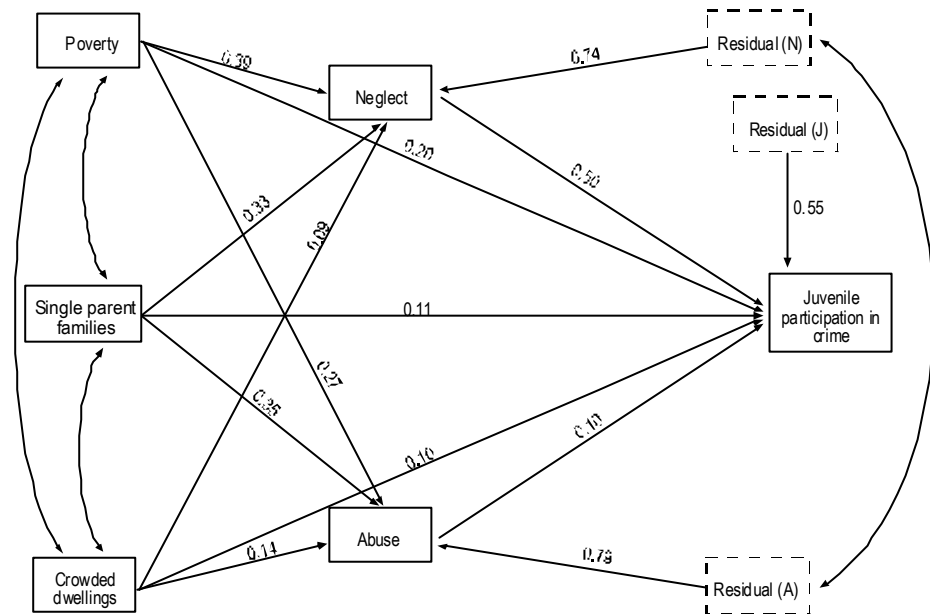 Poverty
Residual (N)
0.39
0.74
Neglect
Residual (J)
0.20
0.50
0.33
0.09
0.55
Single parent
families
0.11
Juvenile
participation in
crime
0.27
0.35
0.10
0.10
Abuse
0.14
0.79
Crowded
dwellings
Residual (A)